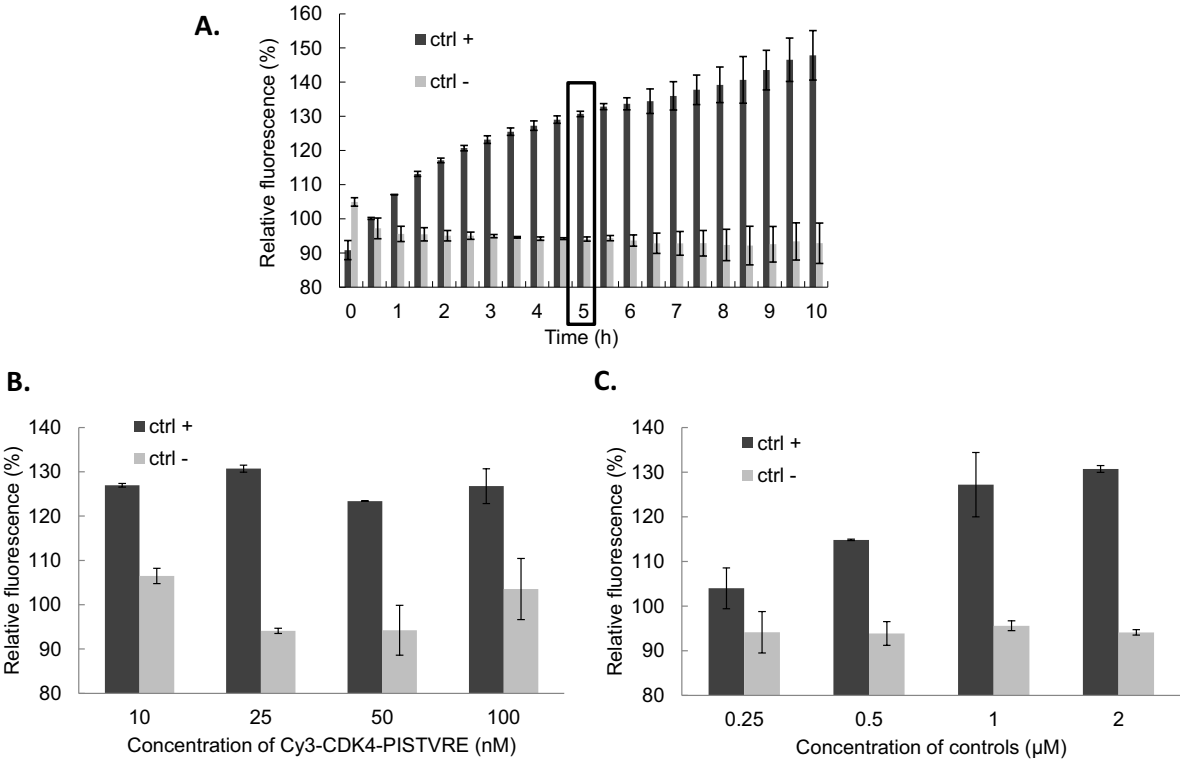 A.
Relative fluorescence (%)
160
150
140
130
120
110
100
90
80
ctrl +
ctrl -
0 1 2 3 4 5 6 7 8 9 10
Time (h)
B.
Relative fluorescence (%)
140
130
120
110
100
90
80
ctrl +
ctrl -
10 25 50 100
Concentration of Cy3-CDK4-PISTVRE (nM)
C.
Relative fluorescence (%)
140
130
120
110
100
90
80
ctrl +
ctrl -
0.25 0.5 1 2
Concentration of controls (µM)